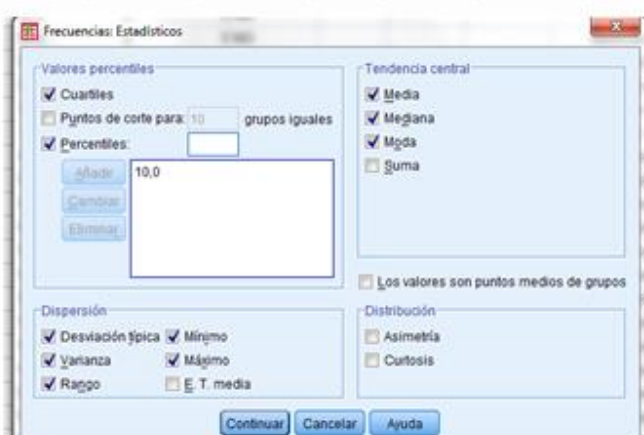 Frecuencias: Estadísticos
Valores percentiles
Cuartiles
Puntos de corte para: 10 grupos iguales
Percentiles:
Añadir
Cambiar
Eliminar
10,0
Tendencia central
Media
Mediana
Moda
Suma
Los valores son puntos medios de grupos
Dispersión
Desviación típica Mínimo
Varianza Máximo
Rango E. T. media
Distribución
Asimetría
Curtosis
Continuar Cancelar Ayuda